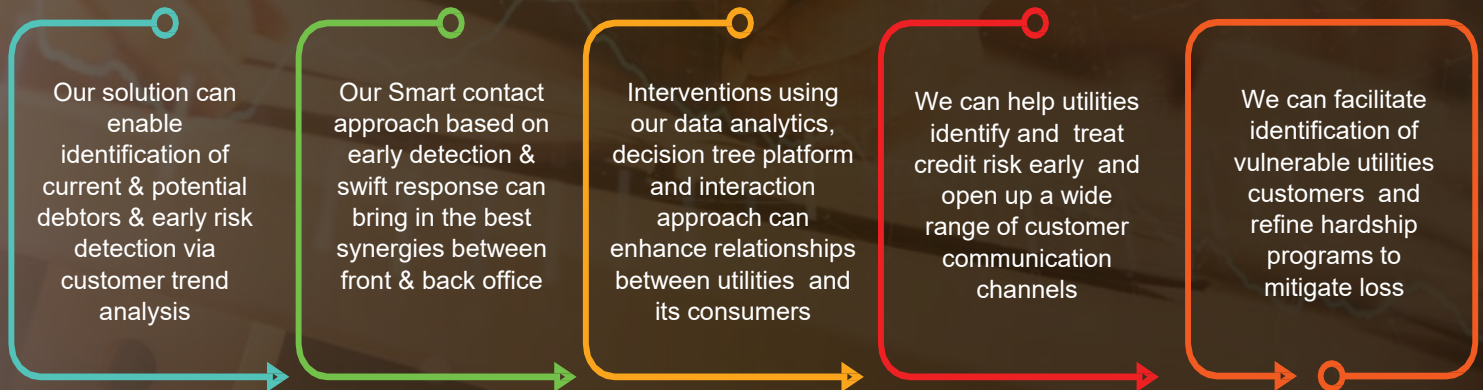 Our solution can
enable
identification of
current & potential
debtors & early risk
detection via
customer trend
analysis
Our Smart contact
approach based on
early detection &
swift response can
bring in the best
synergies between
front & back office
Interventions using
our data analytics,
decision tree platform
and interaction
approach can
enhance relationships
between utilities and
its consumers
We can help utilities
identify and treat
credit risk early and
open up a wide
range of customer
communication
channels
We can facilitate
identification of
vulnerable utilities
customers and
refine hardship
programs to
mitigate loss